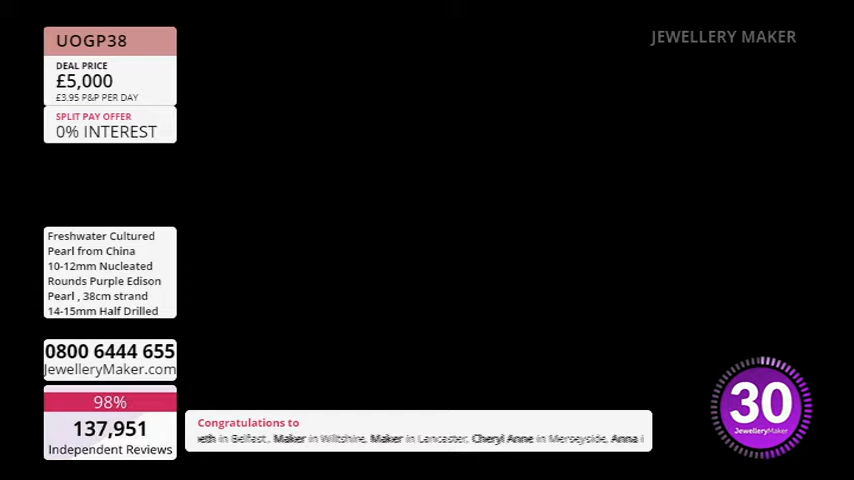 UOGP38
JEWELLERY MAKER
DEAL PRICE
£5,000
£3.95 P&P PER DAY
SPLIT PAY OFFER
0% INTEREST
Freshwater Cultured
Pearl from China
10-12mm Nucleated
Rounds Purple Edison
Pearl , 38cm strand
14-15mm Half Drilled
0800 6444 655
JewelleryMaker.com
98%
137,951
Independent Reviews
Congratulations to
eth in Belfast, Maker in Wiltshire, Maker in Lancaster, Cheryl Anne in Merseyside, Anna i
30
JewelleryMaker